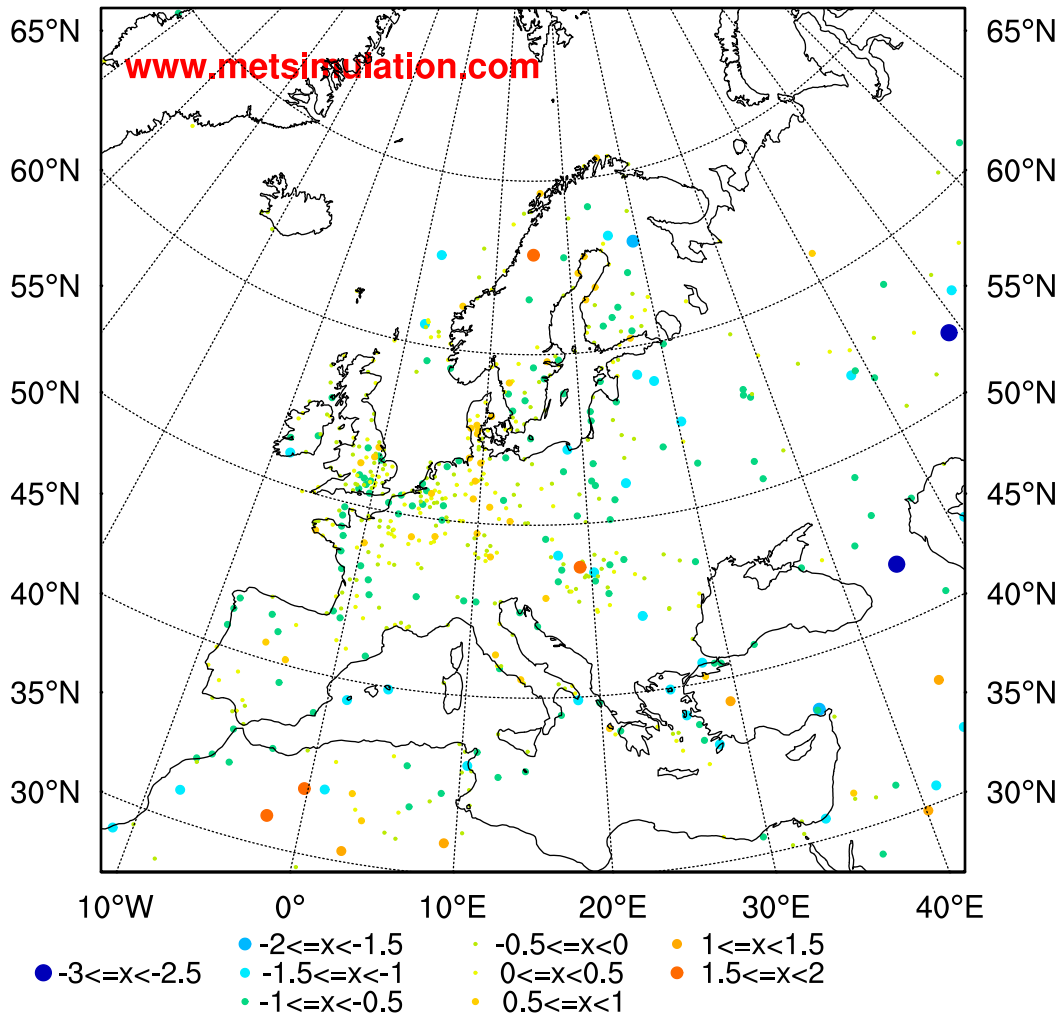 65°N 65°N
www.metsimulation.com
60°N 60°N
55°N 55°N
50°N 50°N
45°N 45°N
40°N 40°N
35°N 35°N
30°N 30°N
10°W 0° 10°E 20°E 30°E 40°E
-2<=x<-1.5 -0.5<=x<0 1<=x<1.5
-3<=x<-2.5 -1.5<=x<-1 0<=x<0.5 1.5<=x<2
-1<=x<-0.5 0.5<=x<1